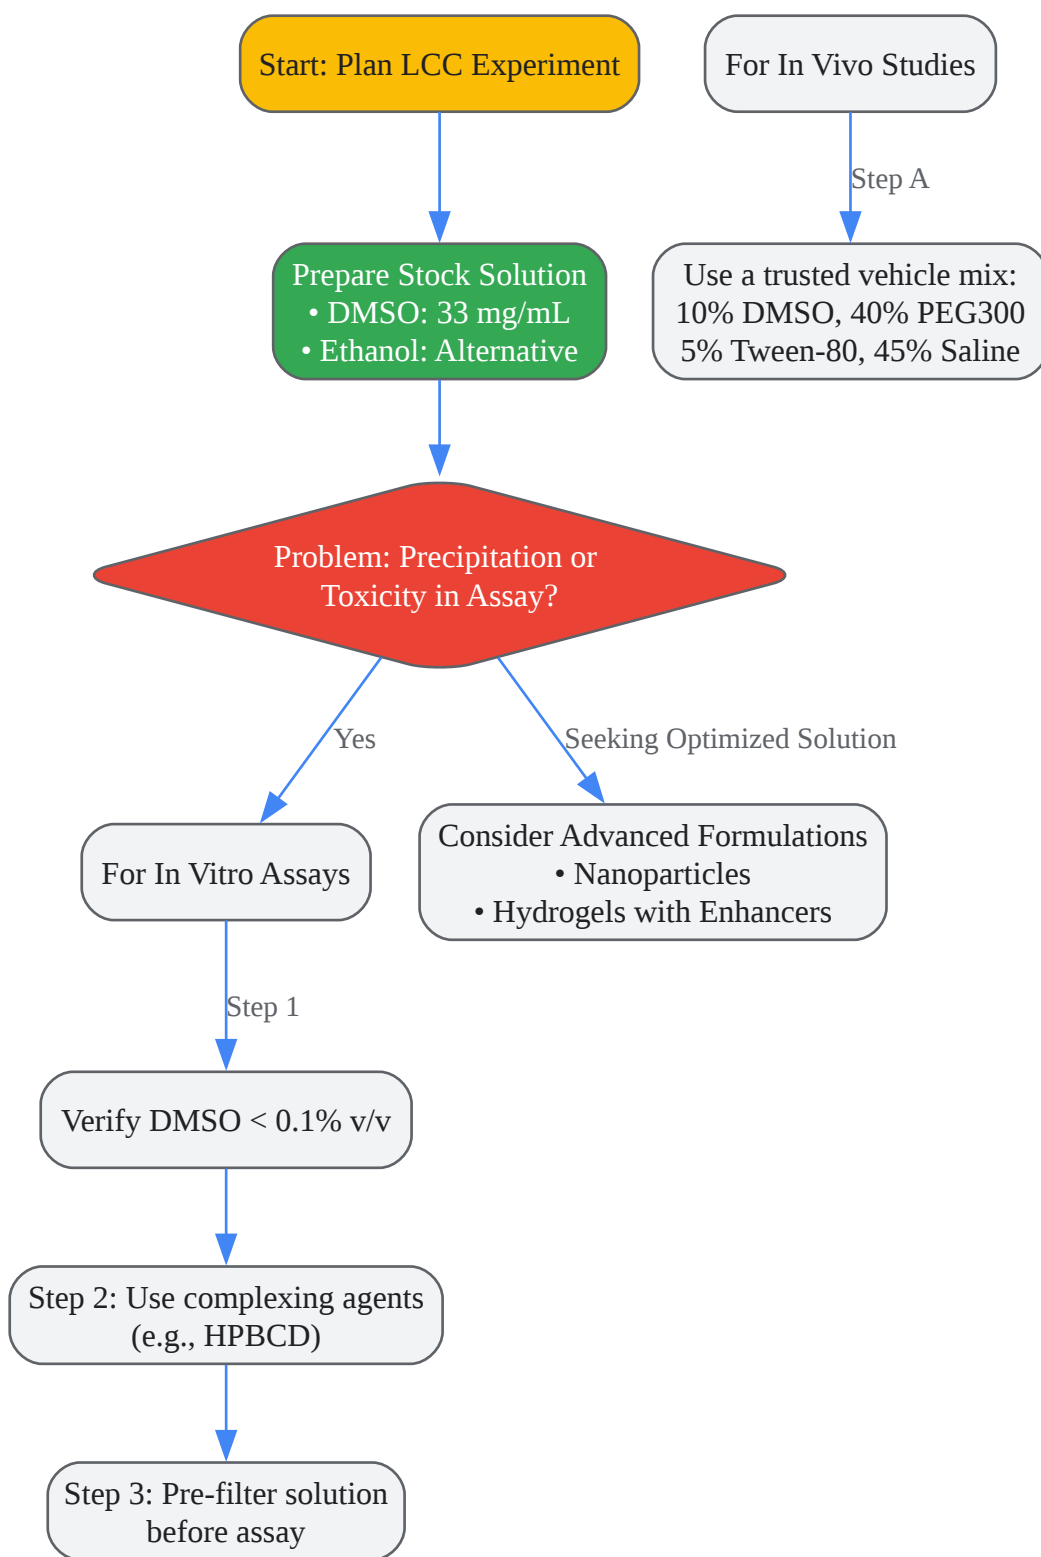 Start: Plan LCC Experiment
For In Vivo Studies
Step A
Prepare Stock Solution
• DMSO: 33 mg/mL
• Ethanol: Alternative
Use a trusted vehicle mix:
10% DMSO, 40% PEG300
5% Tween-80, 45% Saline
Problem: Precipitation or
Toxicity in Assay?
Yes
Seeking Optimized Solution
For In Vitro Assays
Consider Advanced Formulations
• Nanoparticles
• Hydrogels with Enhancers
Step 1
Verify DMSO < 0.1% v/v
Step 2: Use complexing agents
(e.g., HPBCD)
Step 3: Pre-filter solution
before assay